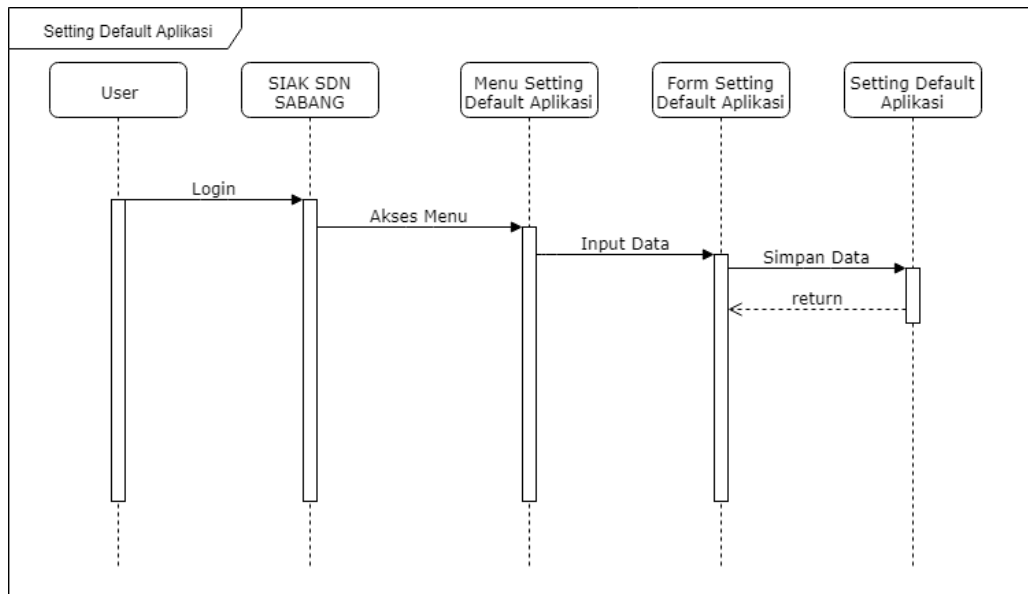 Setting Default Aplikasi
User
SIAK SDN
SABANG
Menu Setting
Default Aplikasi
Form Setting
Default Aplikasi
Setting Default
Aplikasi
Login
Akses Menu
Input Data
Simpan Data
return